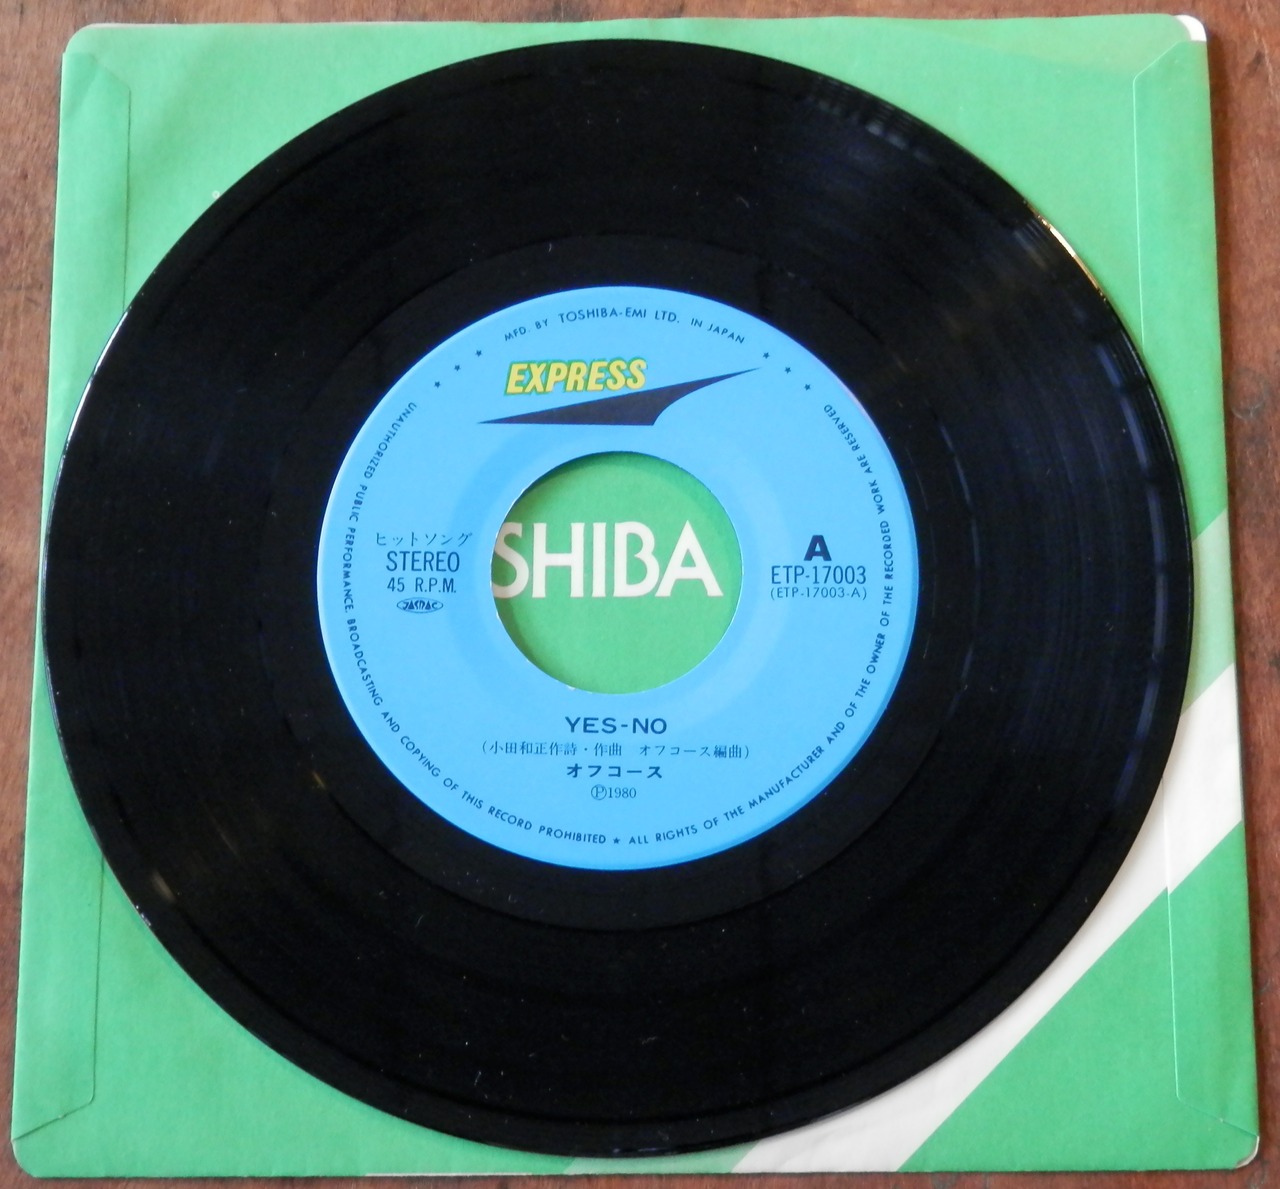 MFD. BY TOSHIBA-EMI LTD. IN JAPAN
EXPRESS
ヒットソング
STEREO
45 R.P.M.
JASRAC
SHIBA
A
ETP-17003
(ETP-17003-A)
YES-NO
(小田和正作詩・作曲 オフコース編曲)
オフコース
Ⓟ1980
UNAUTHORIZED PUBLIC PERFORMANCE. BROADCASTING AND COPYING OF THIS RECORD PROHIBITED ★ ALL RIGHTS OF THE MANUFACTURER AND OF THE OWNER OF THE RECORDED WORK ARE RESERVED